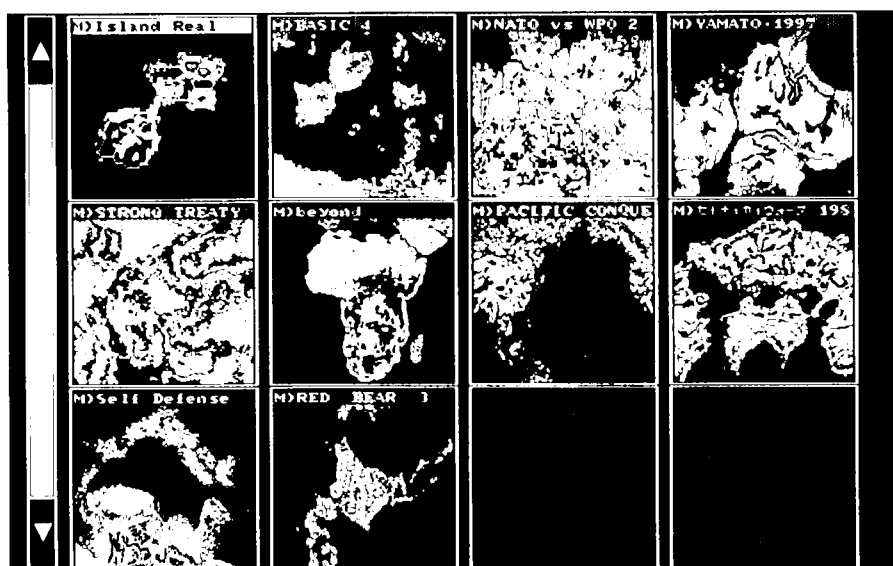 M)Island Real
M)BASIC 4
M)NATO vs WPO 2
M)YAMATO・1997
M)STRONG TREATY
M)beyond
M)PACIFIC CONQUE
M) 198
M)Self Defense
M)RED BEAR 3